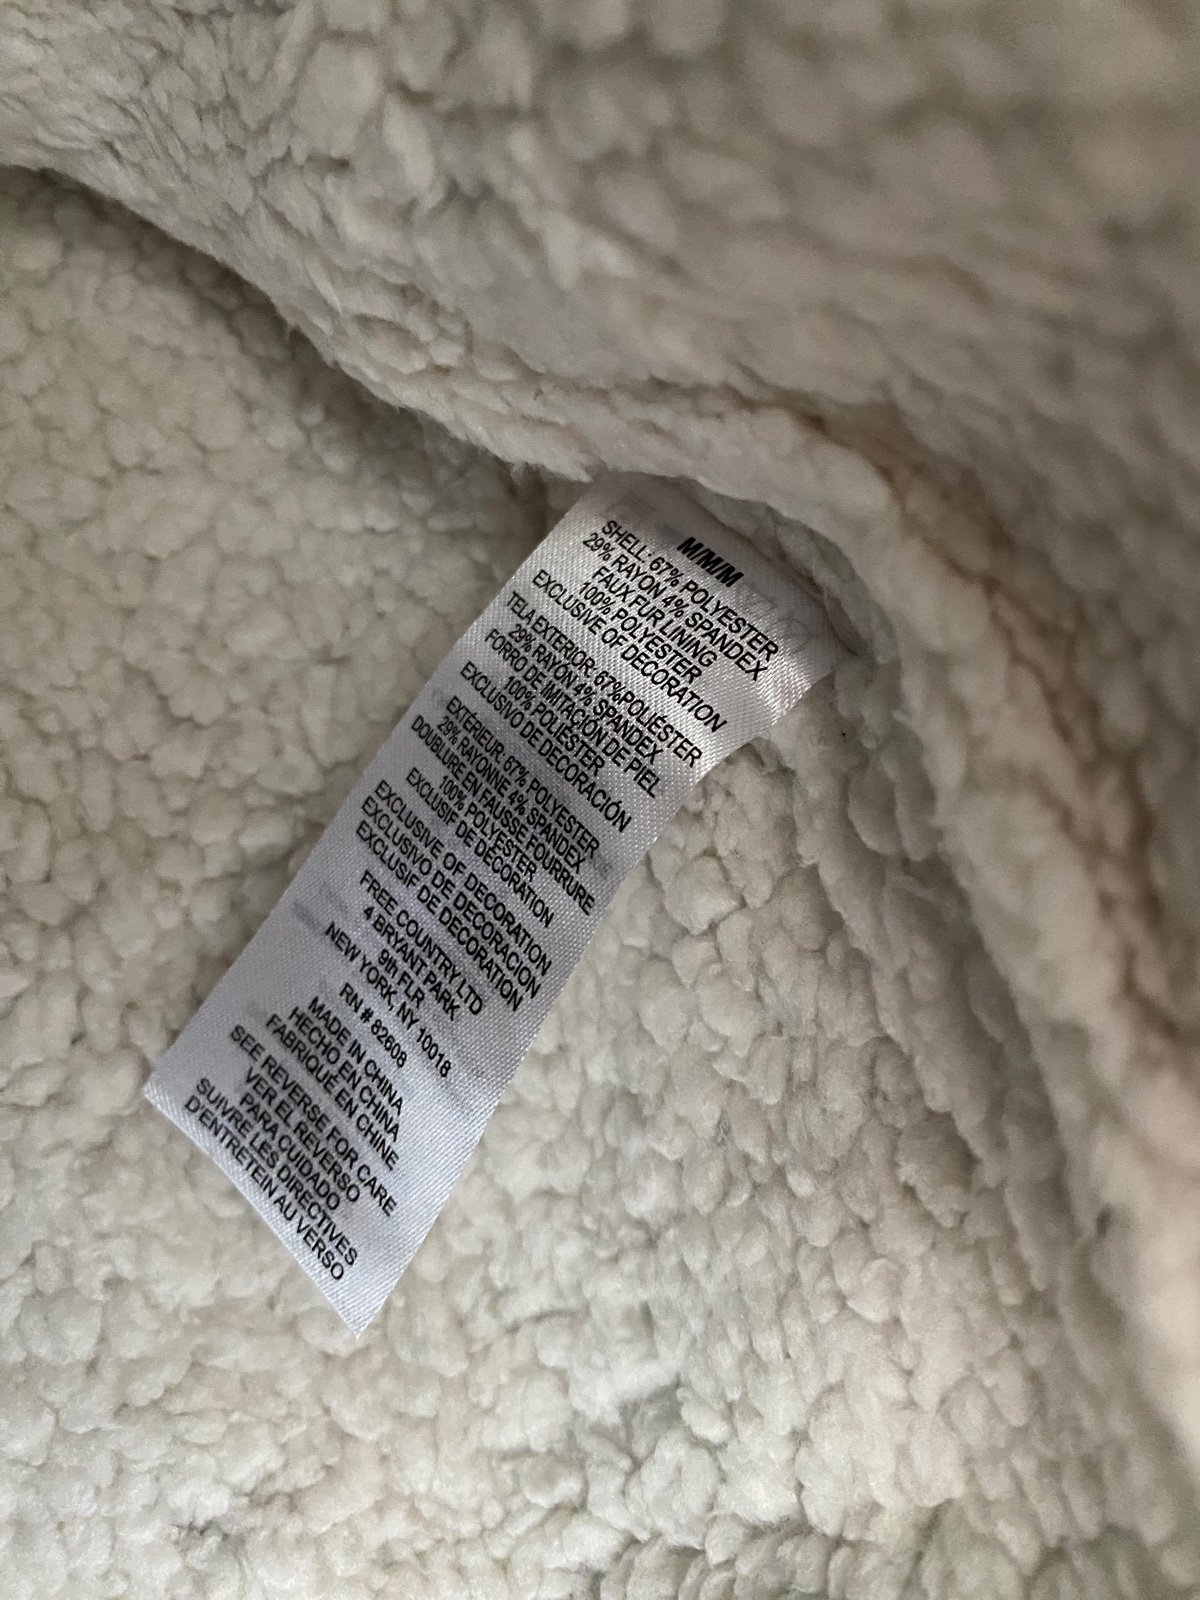 M/M/M
SHELL: 67% POLYESTER
29% RAYON 4% SPANDEX
FAUX FUR LINING
100% POLYESTER
EXCLUSIVE OF DECORATION
TELA EXTERIOR: 67%POLIÉSTER
29% RAYON 4% SPANDEX
FORRO DE IMITACIÓN DE PIEL
100% POLIÉSTER
EXCLUSIVO DE DECORACIÓN
EXTÉRIEUR: 67% POLYESTER
29% RAYONNE 4% SPANDEX
DOUBLURE EN FAUSSE FOURRURE
100% POLYESTER
EXCLUSIF DE DÉCORATION
EXCLUSIVE OF DECORATION
EXCLUSIVO DE DECORACION
EXCLUSIF DE DECORATION
FREE COUNTRY LTD
4 BRYANT PARK
9th FLR
NEW YORK, NY 10018
RN # 82608
MADE IN CHINA
HECHO EN CHINA
FABRIQUÉ EN CHINE
SEE REVERSE FOR CARE
VER EL REVERSO
PARA CUIDADO
SUIVRE LES DIRECTIVES
D'ENTRETEIN AU VERSO